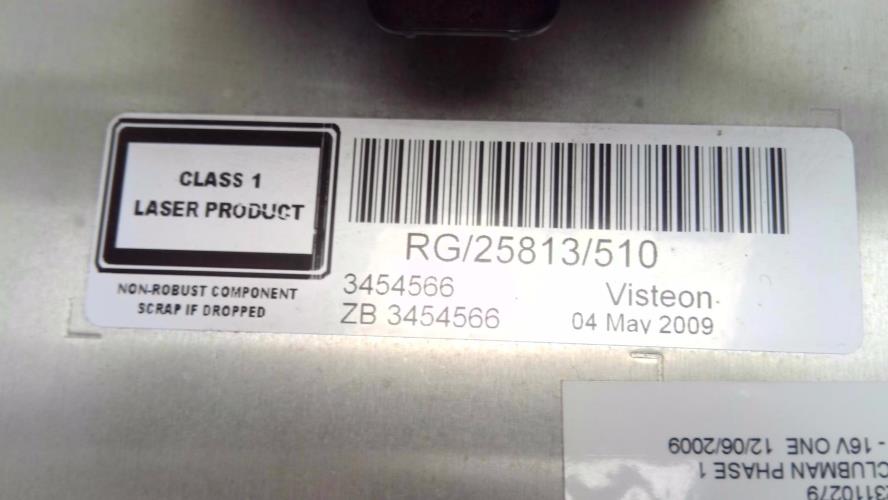 CLASS 1
LASER PRODUCT
NON-ROBUST COMPONENT
SCRAP IF DROPPED
RG/25813/510
3454566
Visteon
ZB 3454566
04 May 2009
CLUBMAN PHASE 1
- 16V ONE 12/06/2009